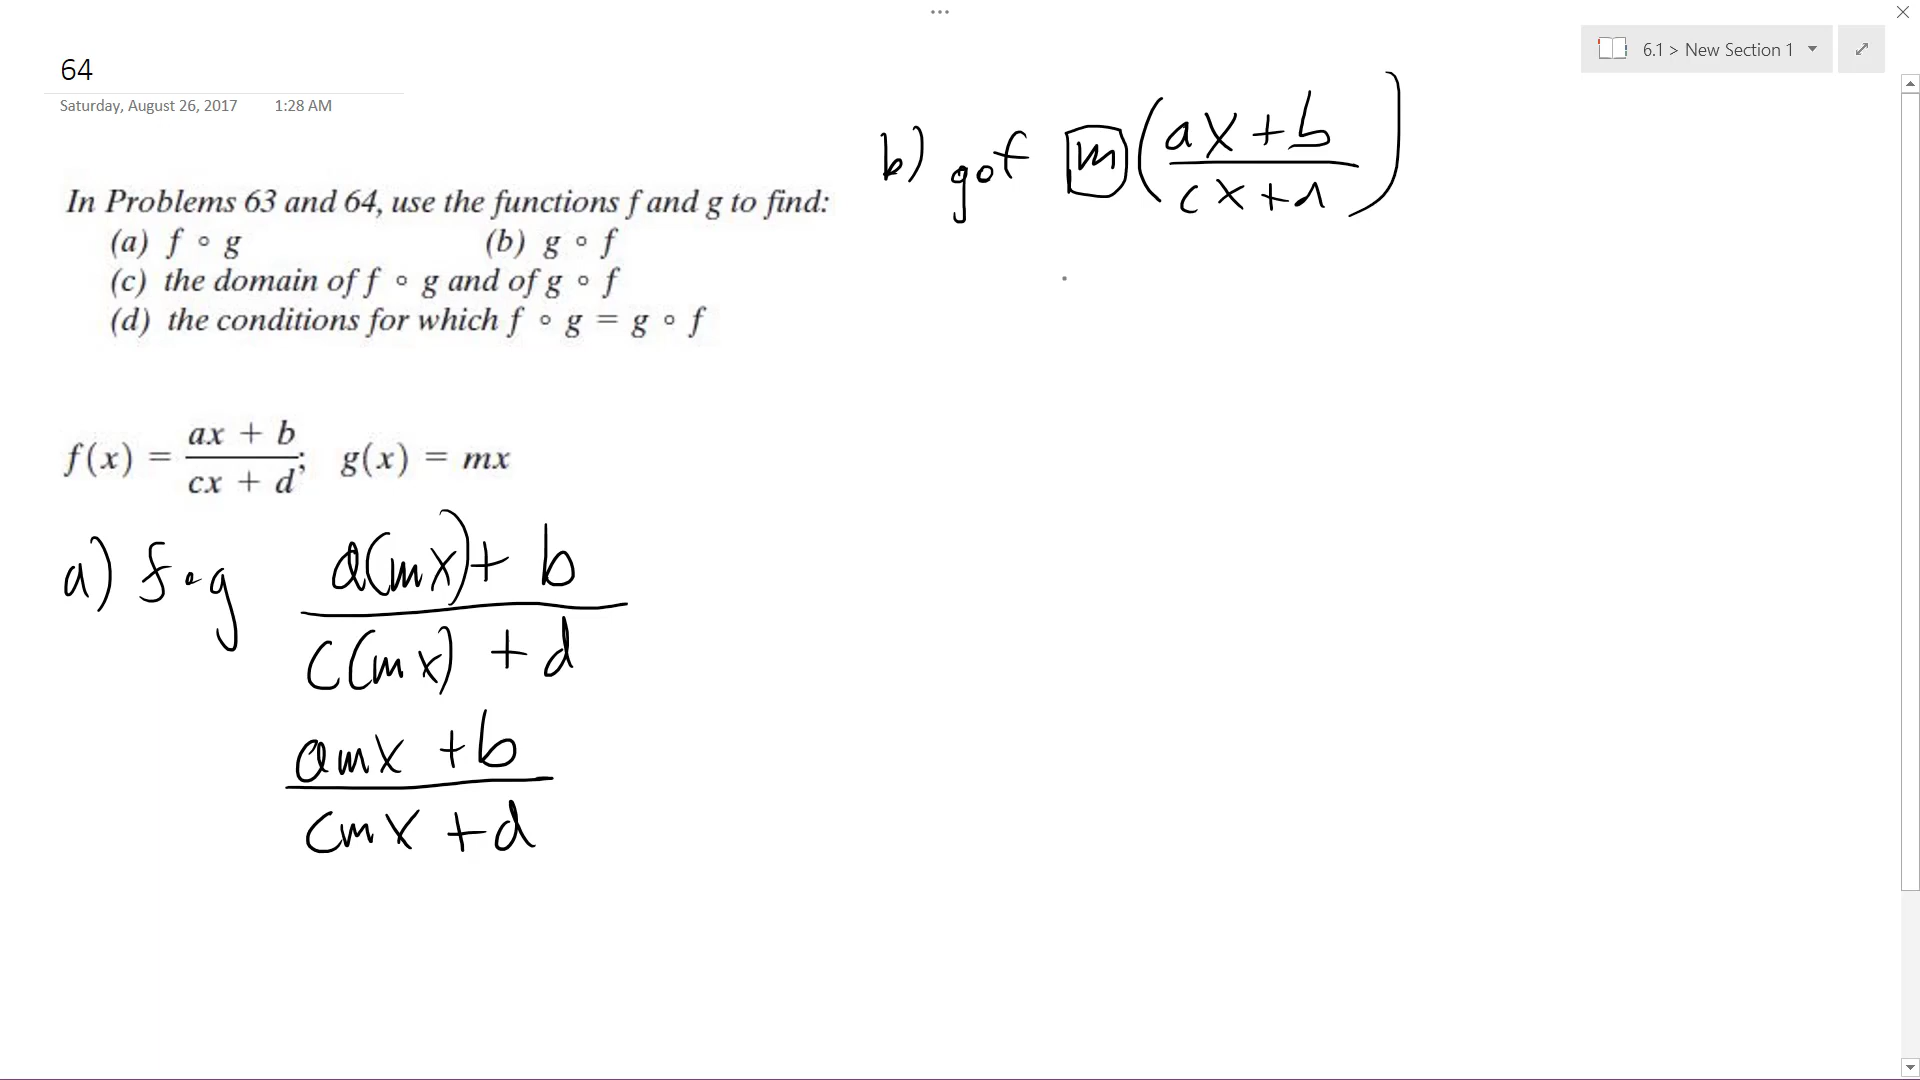 6.1 > New Section 1
64
Saturday, August 26, 2017 1:28 AM
In Problems 63 and 64, use the functions f and g to find:
(a) f ∘ g (b) g ∘ f
(c) the domain of f ∘ g and of g ∘ f
(d) the conditions for which f ∘ g = g ∘ f
f(x) = (ax + b)/(cx + d); g(x) = mx
a) f∘g
a(mx)+ b
c(mx) + d
amx +b
cmx +d
b) g∘f m (
ax+b
cx+d
)